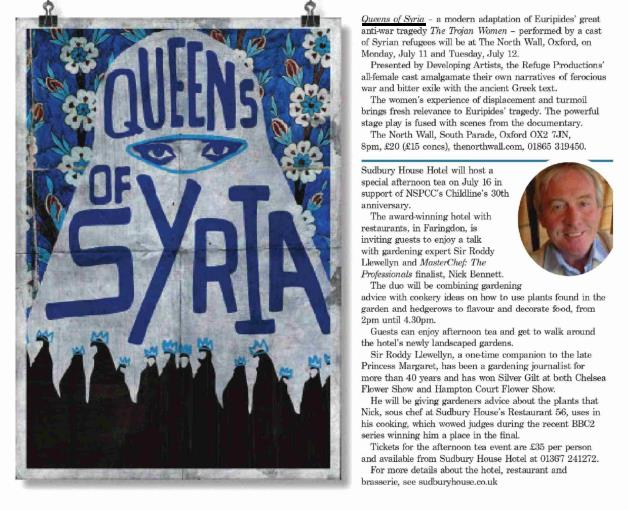 QUEENS
OF
SYRIA
Queens of Syria – a modern adaptation of Euripides' great
anti-war tragedy The Trojan Women – performed by a cast
of Syrian refugees will be at The North Wall, Oxford, on
Monday, July 11 and Tuesday, July 12.
Presented by Developing Artists, the Refuge Productions'
all-female cast amalgamate their own narratives of ferocious
war and bitter exile with the ancient Greek text.
The women's experience of displacement and turmoil
brings fresh relevance to Euripides' tragedy. The powerful
stage play is fused with scenes from the documentary.
The North Wall, South Parade, Oxford OX2 7JN,
8pm, £20 (£15 concs), thenorthwall.com, 01865 319450.
Sudbury House Hotel will host a
special afternoon tea on July 16 in
support of NSPCC's Childline's 30th
anniversary.
The award-winning hotel with
restaurants, in Faringdon, is
inviting guests to enjoy a talk
with gardening expert Sir Roddy
Llewellyn and MasterChef: The
Professionals finalist, Nick Bennett.
The duo will be combining gardening
advice with cookery ideas on how to use plants found in the
garden and hedgerows to flavour and decorate food, from
2pm until 4.30pm.
Guests can enjoy afternoon tea and get to walk around
the hotel's newly landscaped gardens.
Sir Roddy Llewellyn, a one-time companion to the late
Princess Margaret, has been a gardening journalist for
more than 40 years and has won Silver Gilt at both Chelsea
Flower Show and Hampton Court Flower Show.
He will be giving gardeners advice about the plants that
Nick, sous chef at Sudbury House's Restaurant 56, uses in
his cooking, which wowed judges during the recent BBC2
series winning him a place in the final.
Tickets for the afternoon tea event are £35 per person
and available from Sudbury House Hotel at 01367 241272.
For more details about the hotel, restaurant and
brasserie, see sudburyhouse.co.uk